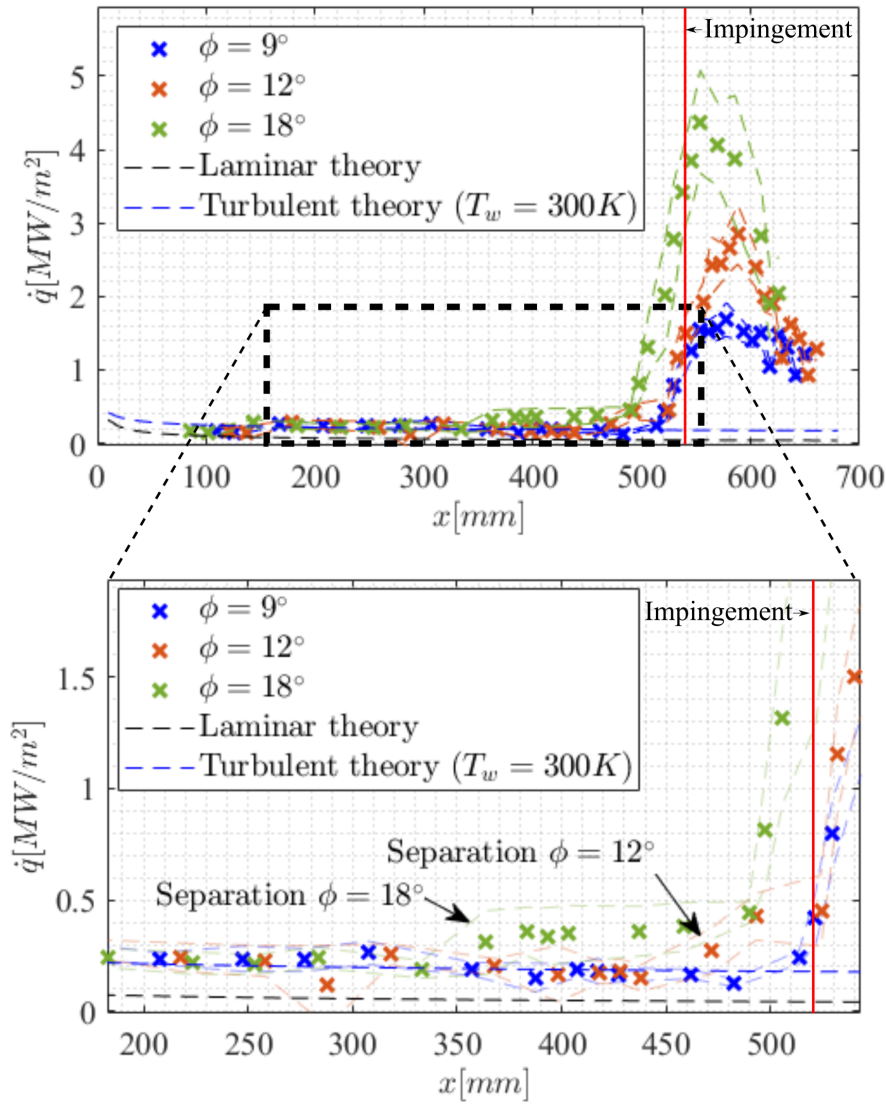 Impingement
ϕ = 9°
ϕ = 12°
ϕ = 18°
Laminar theory
Turbulent theory (T_w = 300K)
q̇[MW/m²]
5
4
3
2
1
0
0 100 200 300 400 500 600 700
x[mm]
ϕ = 9°
ϕ = 12°
ϕ = 18°
Laminar theory
Turbulent theory (T_w = 300K)
Impingement
Separation ϕ = 12°
Separation ϕ = 18°
q̇[MW/m²]
1.5
1
0.5
0
200 250 300 350 400 450 500
x[mm]